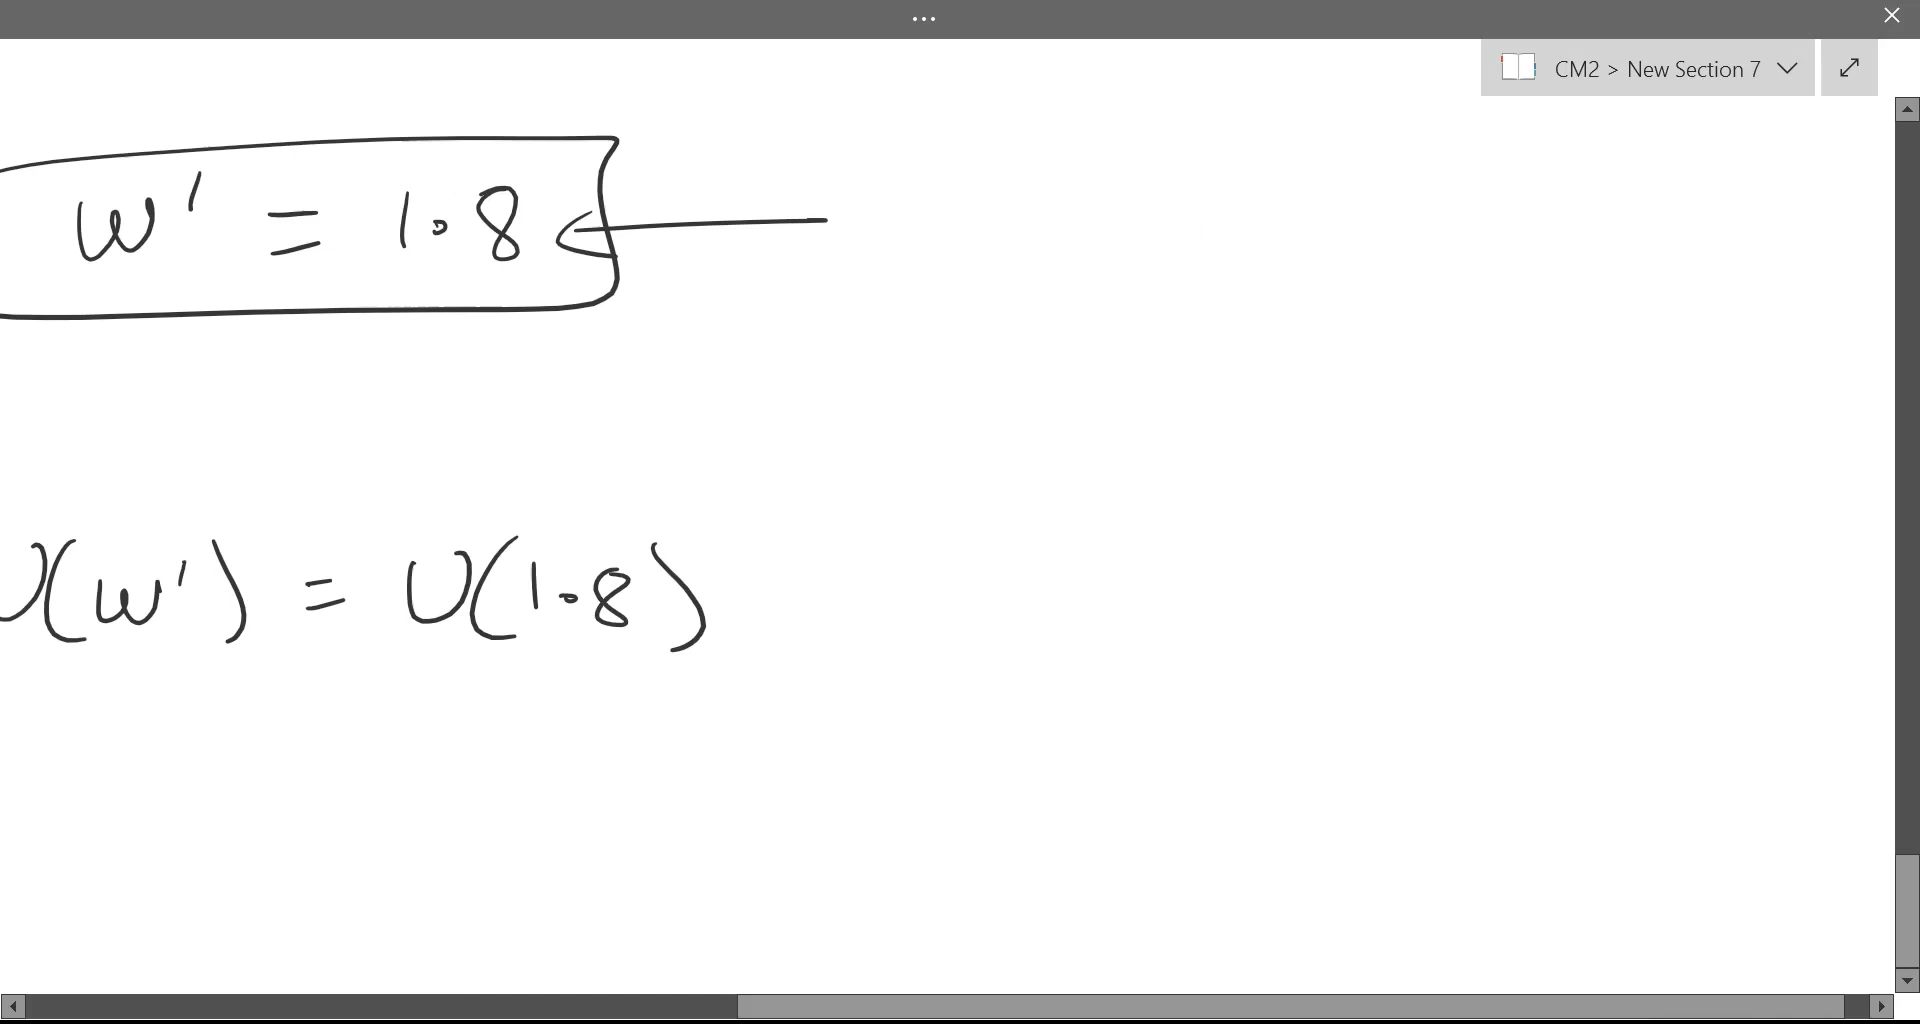 CM2 > New Section 7
w' = 1.8
U(w') = U(1.8)